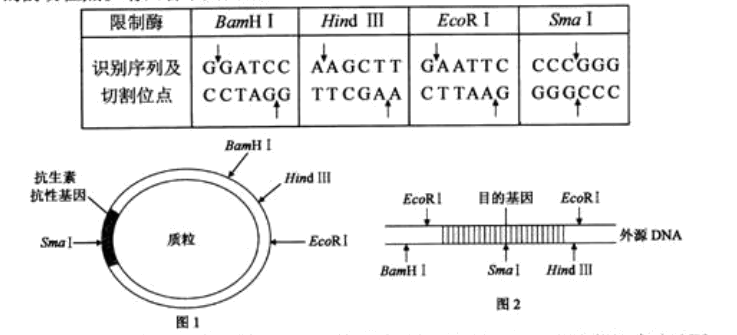 限制酶 BamH I Hind III EcoR I Sma I
识别序列及 GGATCC AAGCTT GAATTC CCCGGG
切割位点 CCTAGG TTCGAA CTTAAG GGGCCC
BamH I
抗生素
抗性基因
Hind III
Sma I
质粒
EcoR I
图1
EcoR I 目的基因 EcoR I
外源 DNA
BamH I Sma I Hind III
图2